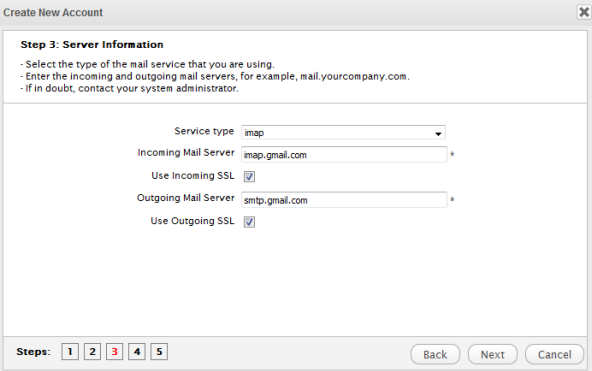 Create New Account
Step 3: Server Information
- Select the type of the mail service that you are using.
- Enter the incoming and outgoing mail servers, for example, mail.yourcompany.com.
- If in doubt, contact your system administrator.
Service type imap
Incoming Mail Server imap.gmail.com *
Use Incoming SSL
Outgoing Mail Server smtp.gmail.com *
Use Outgoing SSL
Steps: 1 2 3 4 5 Back Next Cancel